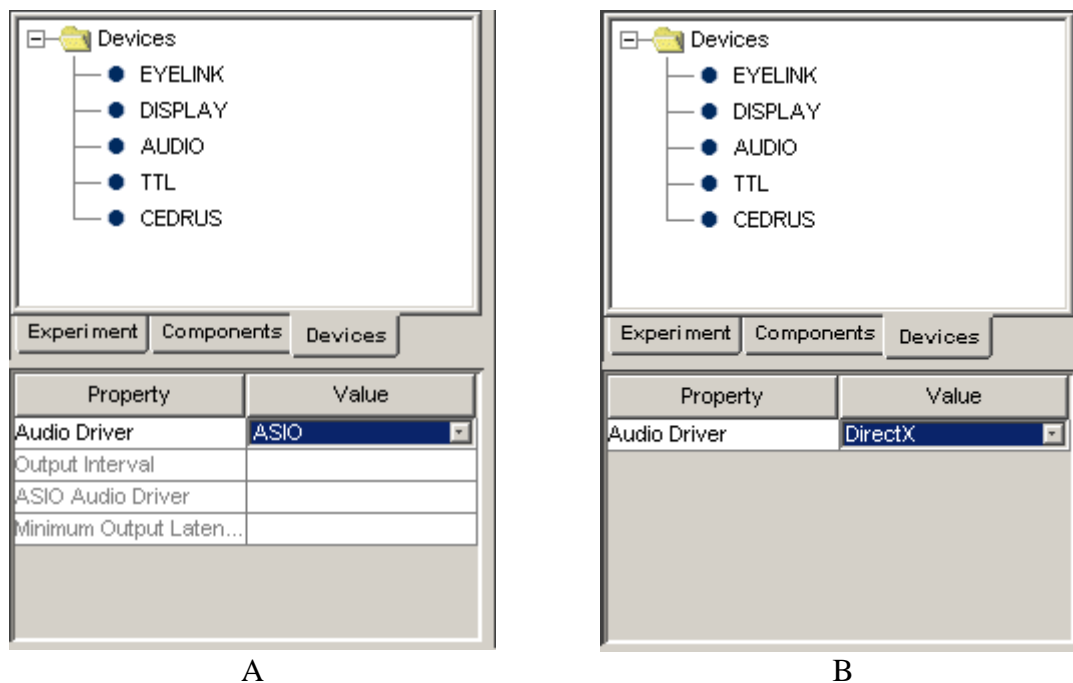 Devices
EYELINK
DISPLAY
AUDIO
TTL
CEDRUS
Experiment Components Devices
Property Value
Audio Driver ASIO
Output Interval
ASIO Audio Driver
Minimum Output Laten...
A
Devices
EYELINK
DISPLAY
AUDIO
TTL
CEDRUS
Experiment Components Devices
Property Value
Audio Driver DirectX
B